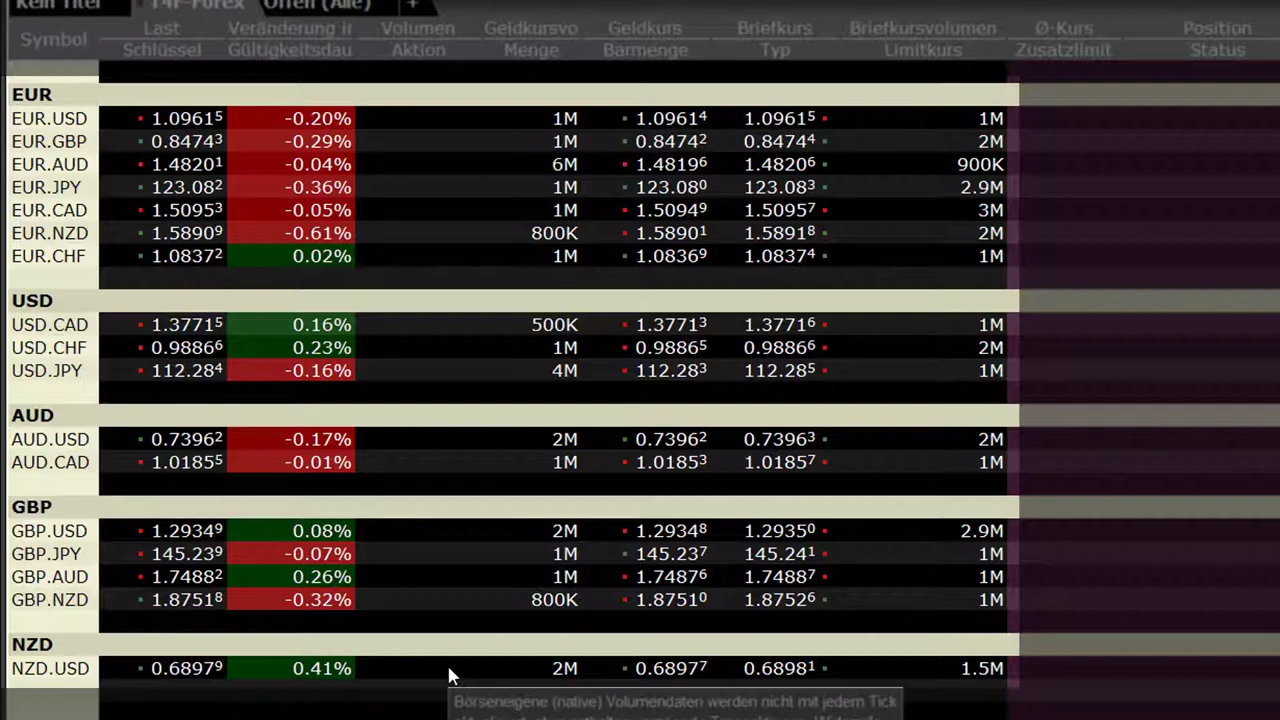 Kein Titel T4F-Forex Offen (Alle) +
Symbol Last Veränderung iı Volumen Geldkursvo Geldkurs Briefkurs Briefkursvolumen Ø-Kurs Position
Schlüssel Gültigkeitsdau Aktion Menge Barmenge Typ Limitkurs Zusatzlimit Status
EUR
EUR.USD 1.09615 -0.20% 1M 1.09614 1.09615 1M
EUR.GBP 0.84743 -0.29% 1M 0.84742 0.84744 2M
EUR.AUD 1.48201 -0.04% 6M 1.48196 1.48206 900K
EUR.JPY 123.082 -0.36% 1M 123.080 123.083 2.9M
EUR.CAD 1.50953 -0.05% 1M 1.50949 1.50957 3M
EUR.NZD 1.58909 -0.61% 800K 1.58901 1.58918 2M
EUR.CHF 1.08372 0.02% 1M 1.08369 1.08374 1M
USD
USD.CAD 1.37715 0.16% 500K 1.37713 1.37716 1M
USD.CHF 0.98866 0.23% 1M 0.98865 0.98866 2M
USD.JPY 112.284 -0.16% 4M 112.283 112.285 1M
AUD
AUD.USD 0.73962 -0.17% 2M 0.73962 0.73963 2M
AUD.CAD 1.01855 -0.01% 1M 1.01853 1.01857 1M
GBP
GBP.USD 1.29349 0.08% 2M 1.29348 1.29350 2.9M
GBP.JPY 145.239 -0.07% 1M 145.237 145.241 1M
GBP.AUD 1.74882 0.26% 1M 1.74876 1.74887 1M
GBP.NZD 1.87518 -0.32% 800K 1.87510 1.87526 1M
NZD
NZD.USD 0.68979 0.41% 2M 0.68977 0.68981 1.5M
Börseneigene (native) Volumendaten werden nicht mit jedem Tick